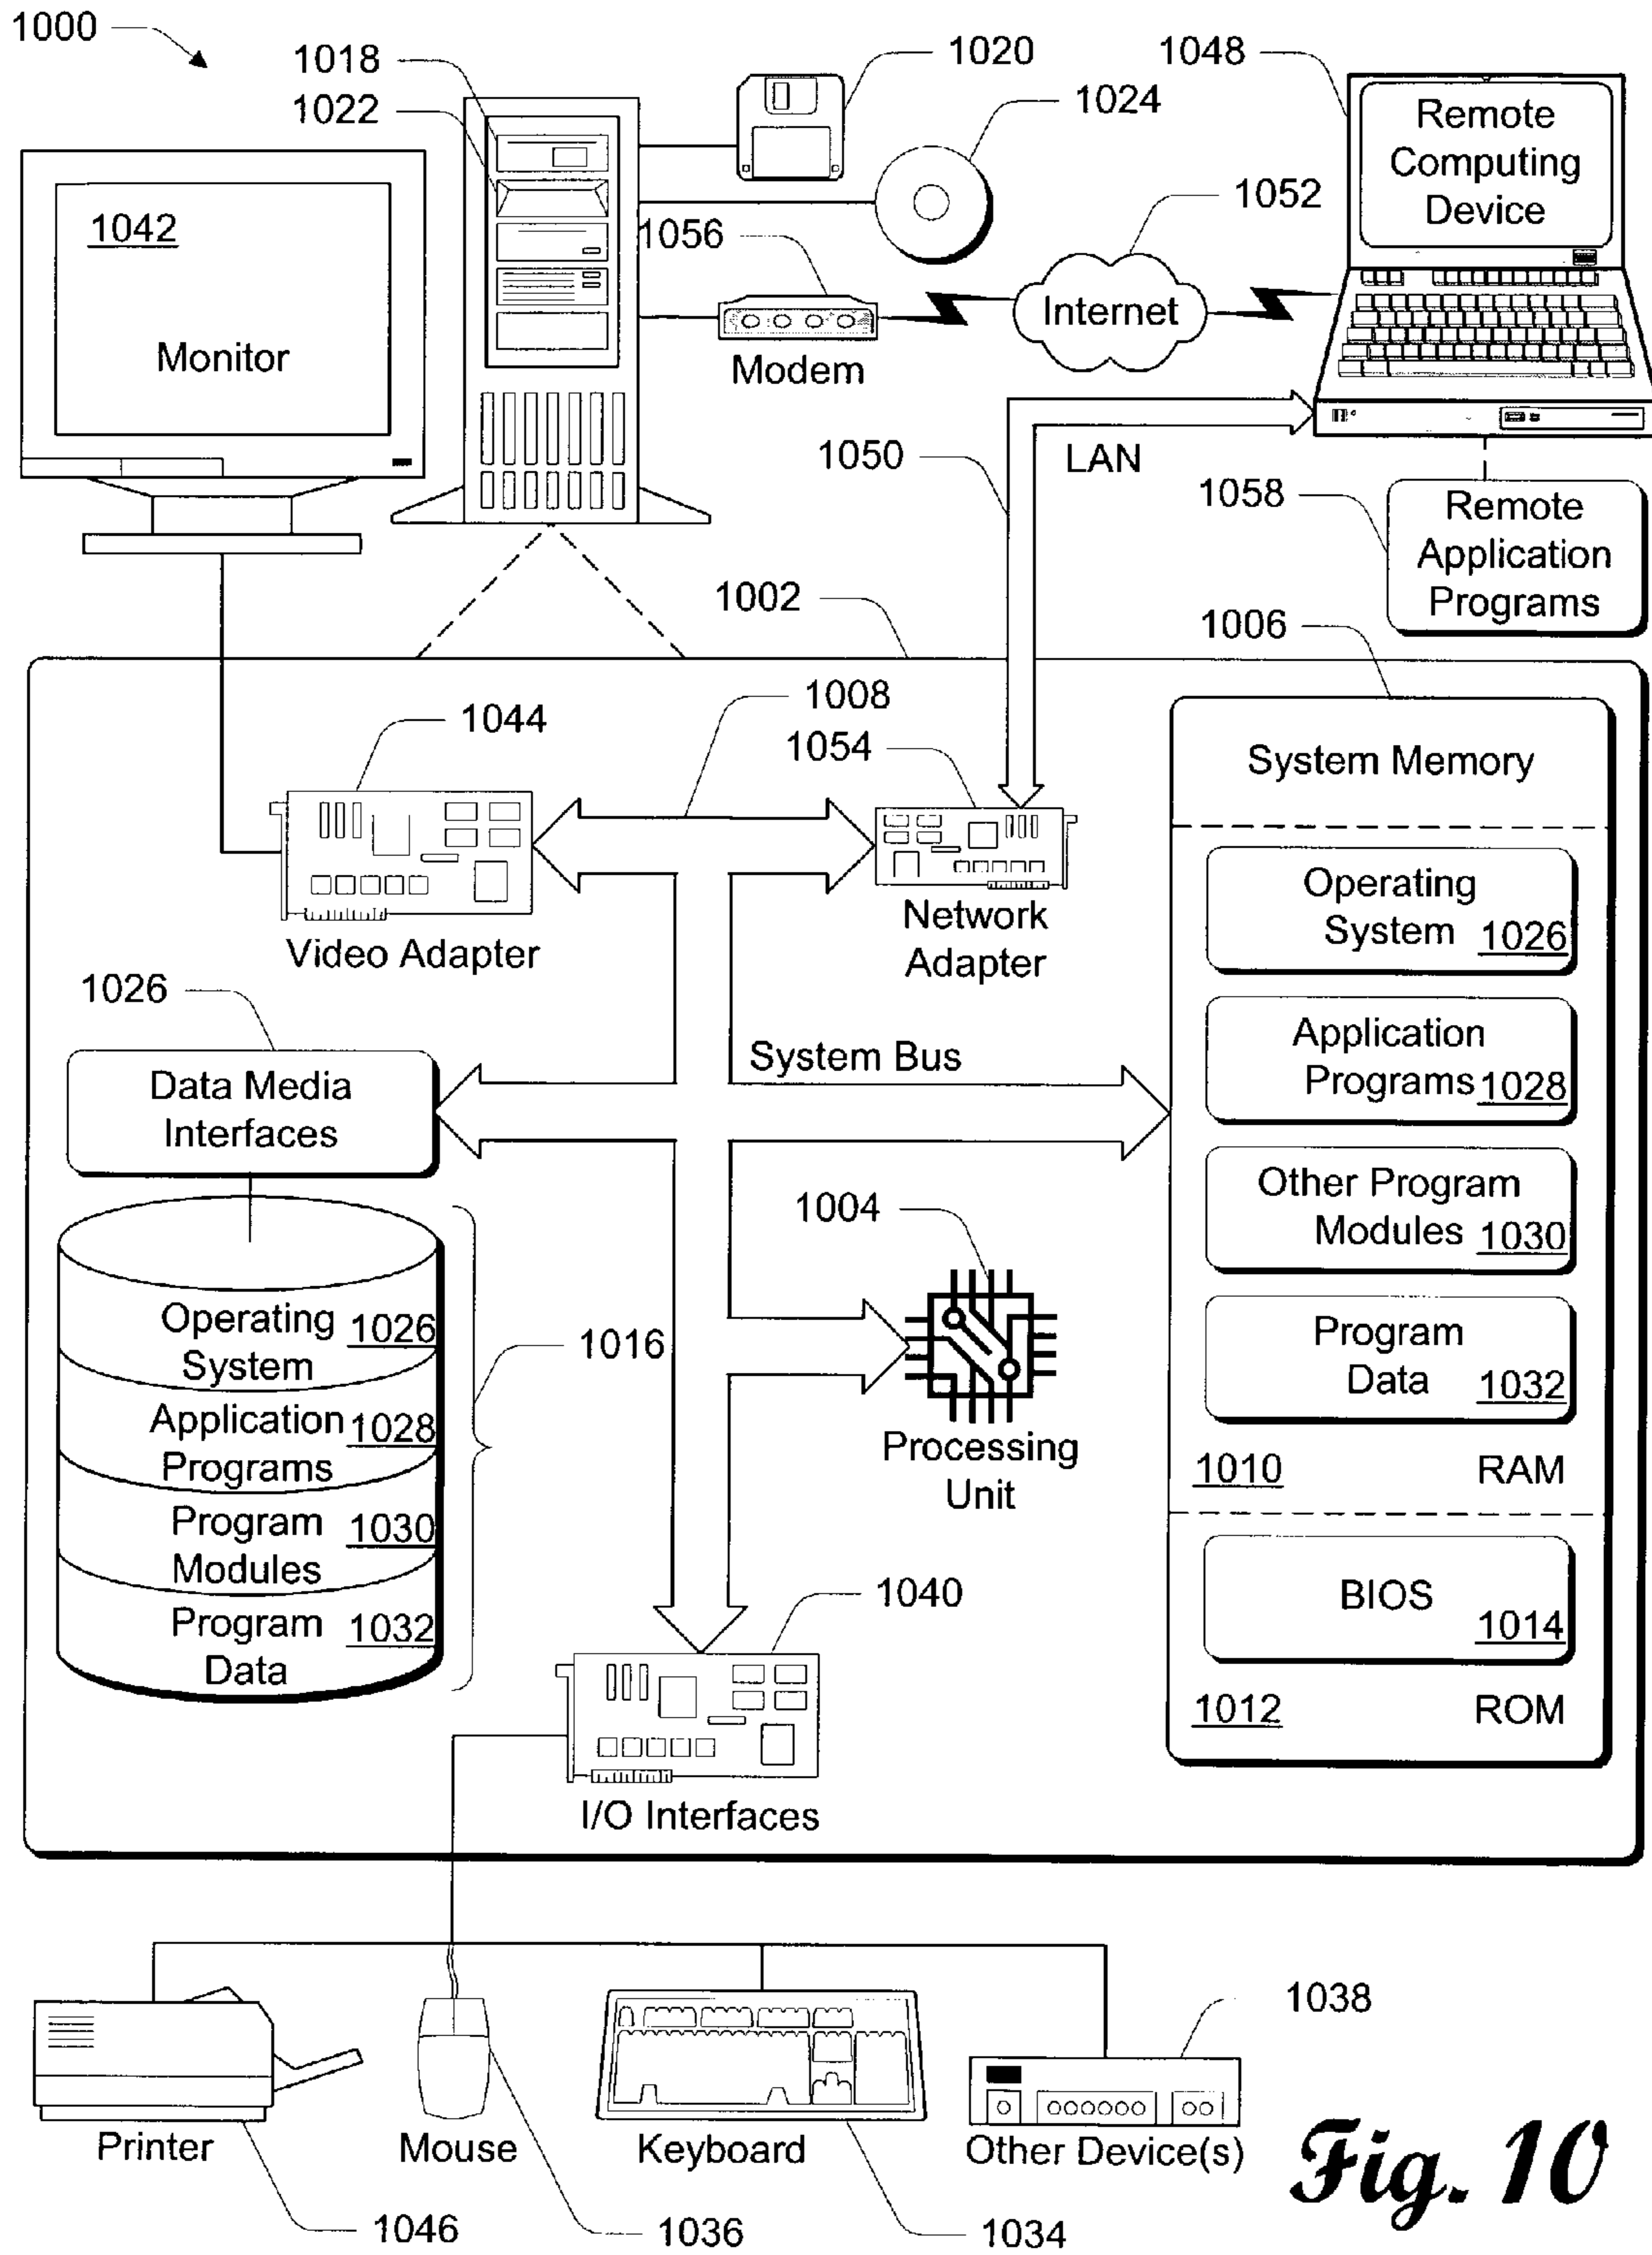 1000
1018
1022
1020
1024
1048
Remote
Computing
Device
1052
1042
Monitor
1056
Modem
Internet
1050
LAN
1058
Remote
Application
Programs
1002
1006
1008
1044
1054
System Memory
Video Adapter
Network
Adapter
Operating
System 1026
1026
Data Media
Interfaces
System Bus
Application
Programs 1028
Other Program
Modules 1030
1004
Processing
Unit
Program
Data 1032
1010 RAM
Operating 1026
System
1016
Application 1028
Programs
Program 1030
Modules
Program 1032
Data
1040
I/O Interfaces
BIOS
1014
1012 ROM
1038
Printer
Mouse
Keyboard
Other Device(s)
1046
1036
1034
Fig. 10